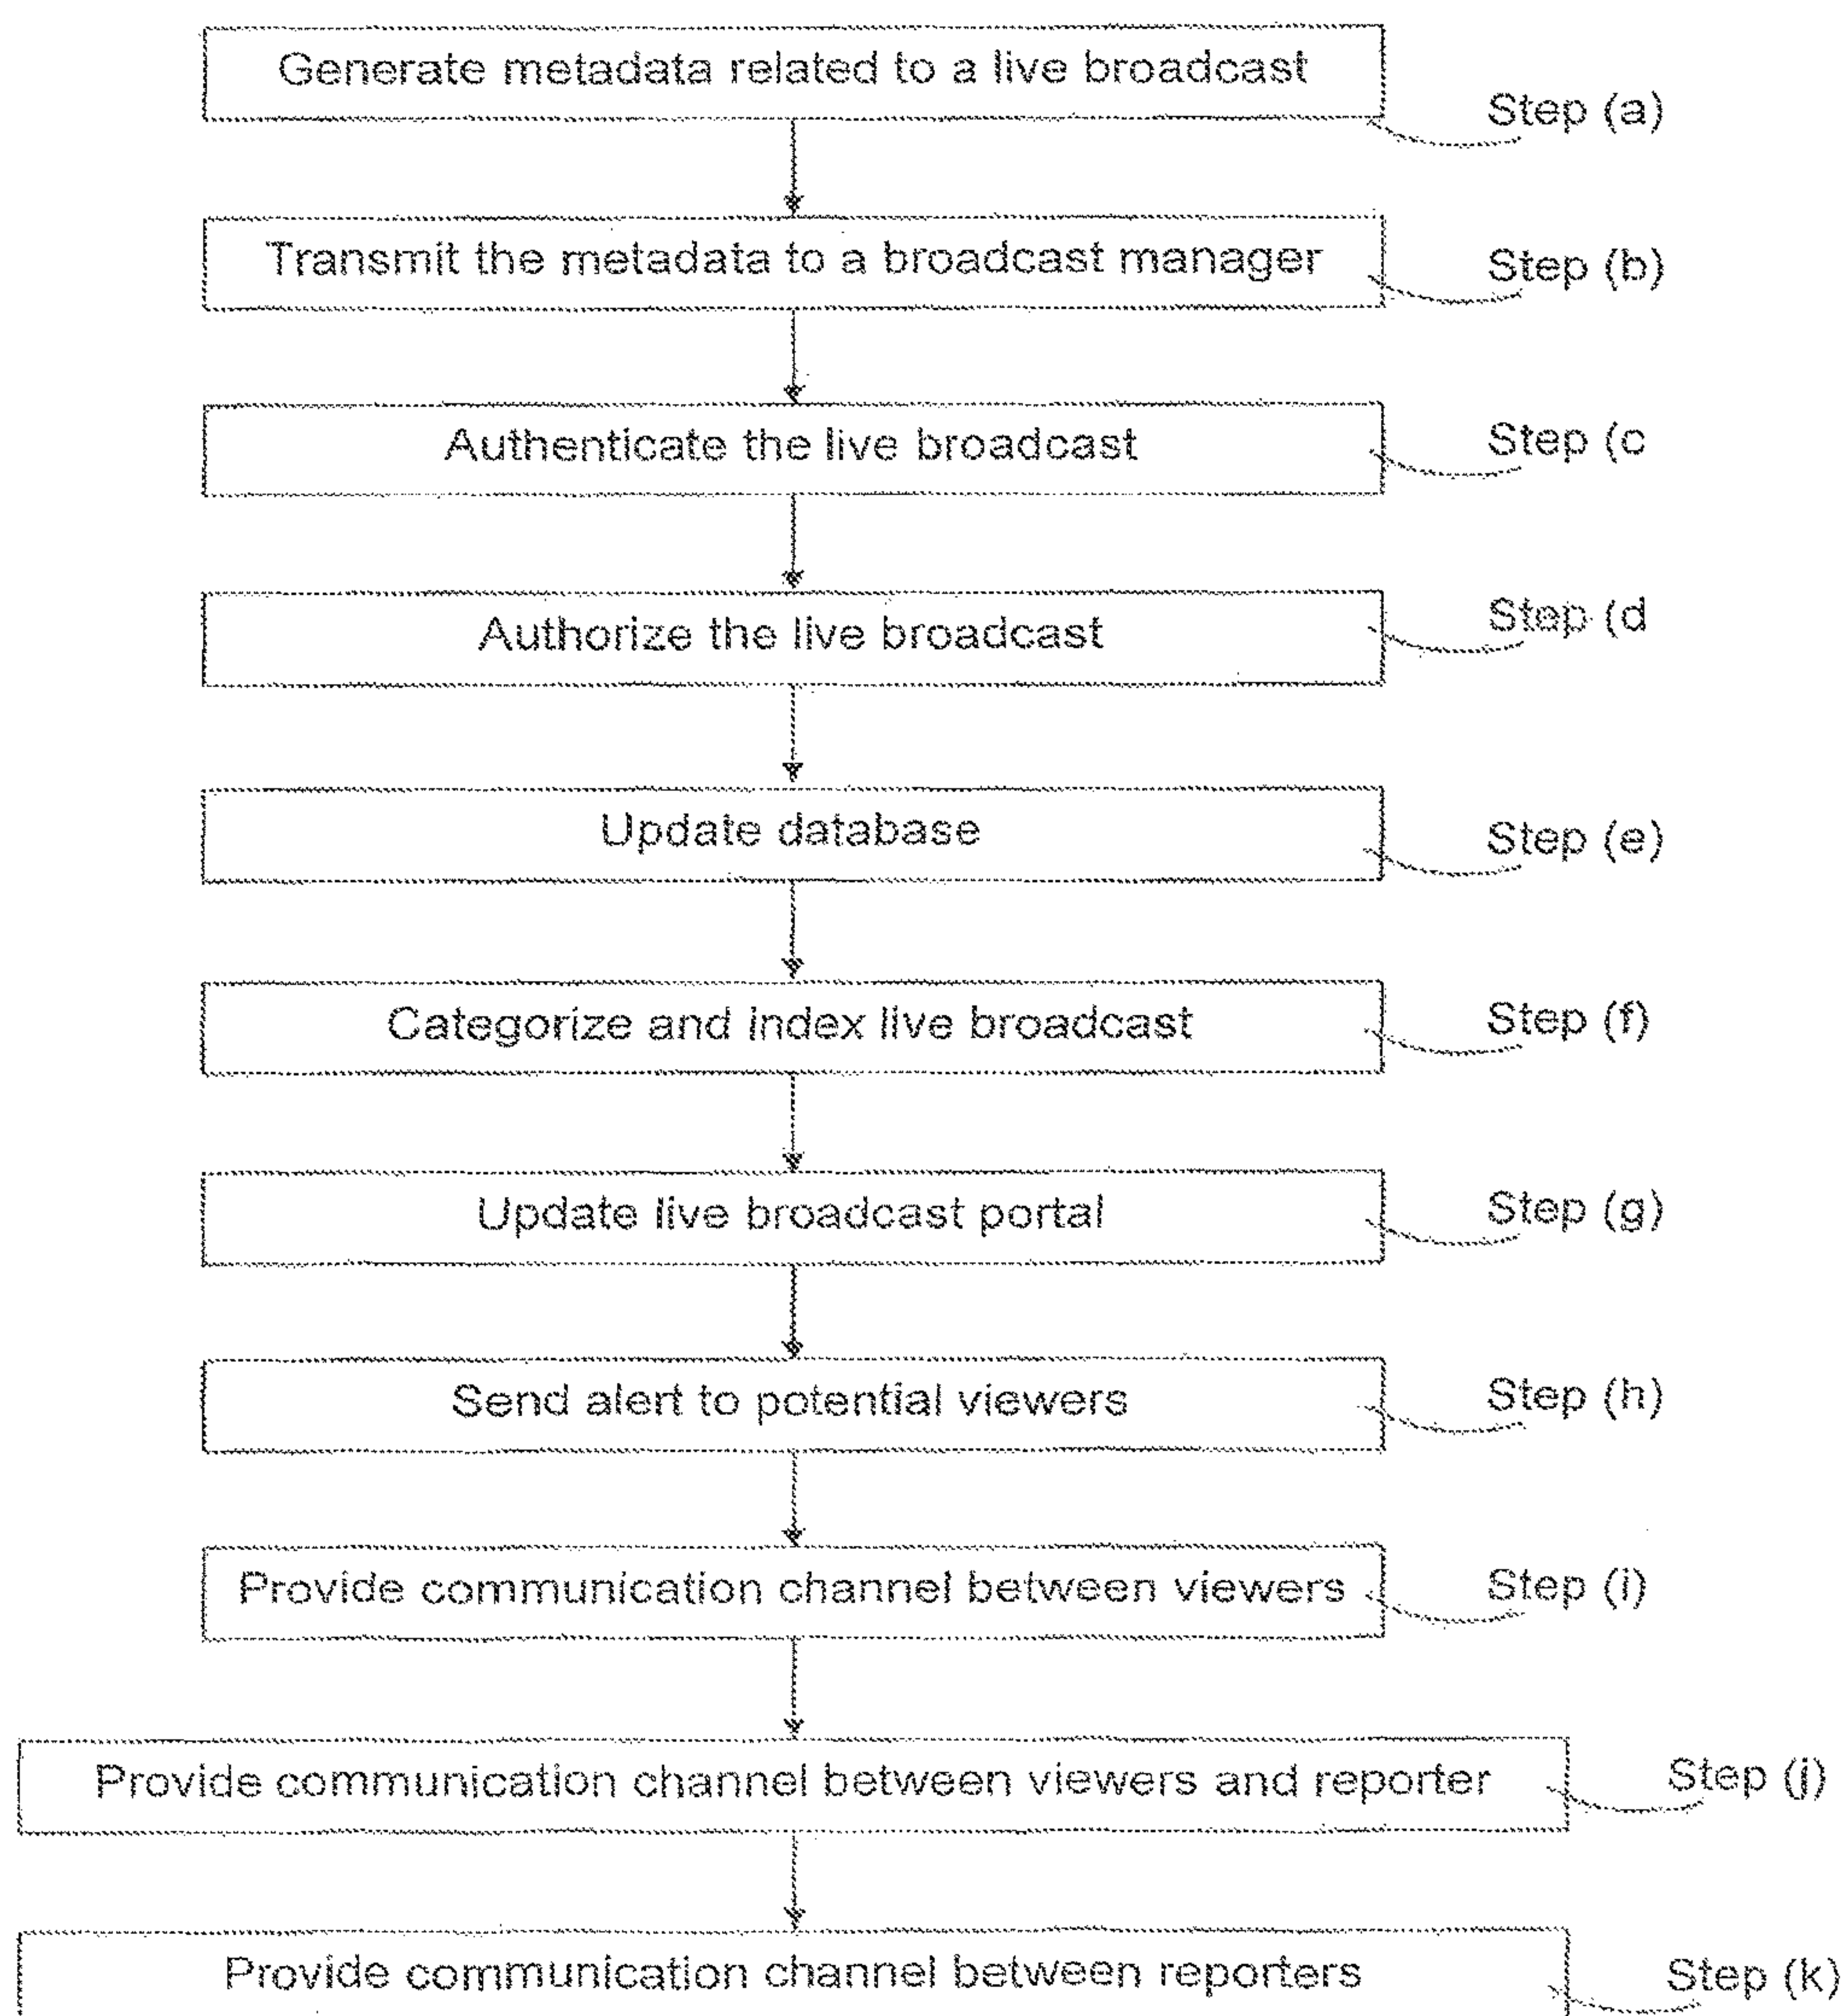 Generate metadata related to a live broadcast
Step (a)
Transmit the metadata to a broadcast manager
Step (b)
Authenticate the live broadcast
Step (c
Authorize the live broadcast
Step (d
Update database
Step (e)
Categorize and index live broadcast
Step (f)
Update live broadcast portal
Step (g)
Send alert to potential viewers
Step (h)
Provide communication channel between viewers
Step (i)
Provide communication channel between viewers and reporter
Step (j)
Provide communication channel between reporters
Step (k)